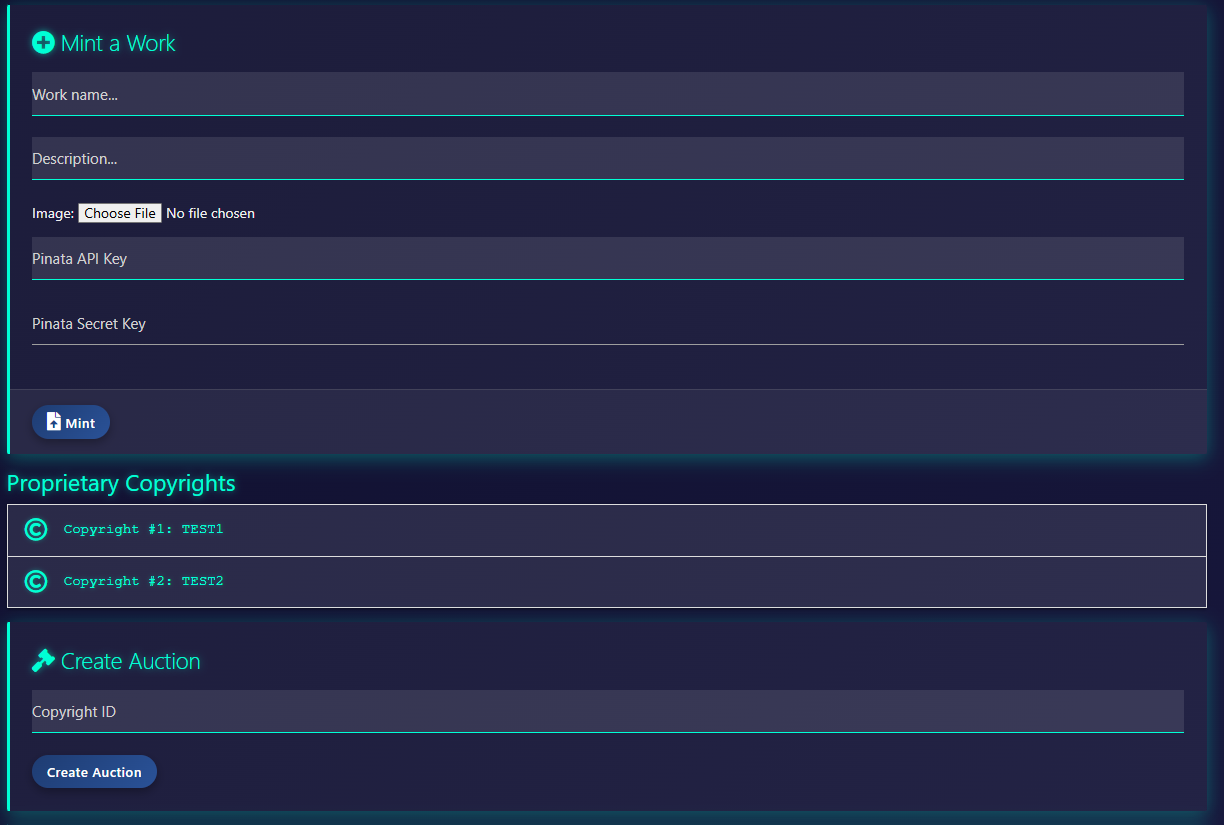 Mint a Work
Work name...
Description...
Image: Choose File No file chosen
Pinata API Key
Pinata Secret Key
Mint
Proprietary Copyrights
Copyright #1: TEST1
Copyright #2: TEST2
Create Auction
Copyright ID
Create Auction